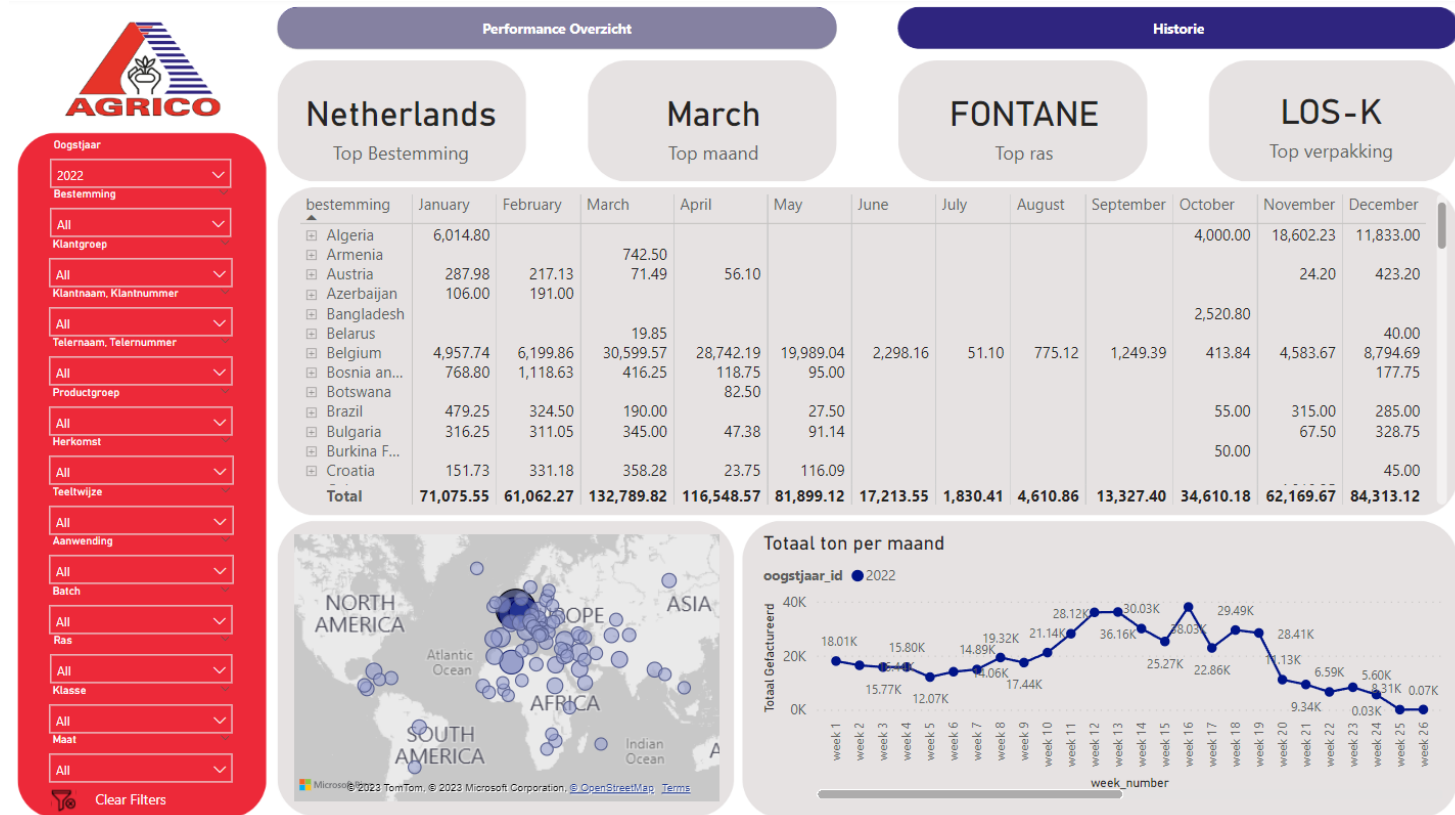 Performance Overzicht
Historie
AGRICO
Netherlands
Top Bestemming
March
Top maand
FONTANE
Top ras
LOS-K
Top verpakking
Oogstjaar
2022
Bestemming
All
Klantgroep
All
Klantnaam, Klantnummer
All
Telernaam, Telernummer
All
Productgroep
All
Herkomst
All
Teeltwijze
All
Aanwending
All
Batch
All
Ras
All
Klasse
All
Maat
All
Clear Filters
bestemming January February March April May June July August September October November December
Algeria 6,014.80 4,000.00 18,602.23 11,833.00
Armenia 742.50
Austria 287.98 217.13 71.49 56.10 24.20 423.20
Azerbaijan 106.00 191.00
Bangladesh 2,520.80
Belarus 19.85 40.00
Belgium 4,957.74 6,199.86 30,599.57 28,742.19 19,989.04 2,298.16 51.10 775.12 1,249.39 413.84 4,583.67 8,794.69
Bosnia an... 768.80 1,118.63 416.25 118.75 95.00 177.75
Botswana 82.50
Brazil 479.25 324.50 190.00 27.50 55.00 315.00 285.00
Bulgaria 316.25 311.05 345.00 47.38 91.14 67.50 328.75
Burkina F... 50.00
Croatia 151.73 331.18 358.28 23.75 116.09 45.00
Total 71,075.55 61,062.27 132,789.82 116,548.57 81,899.12 17,213.55 1,830.41 4,610.86 13,327.40 34,610.18 62,169.67 84,313.12
NORTH
AMERICA
ASIA
Atlantic
Ocean
AFRICA
SOUTH
AMERICA
Indian
Ocean
© 2023 TomTom, © 2023 Microsoft Corporation, © OpenStreetMap Terms
Totaal ton per maand
oogstjaar_id 2022
Totaal Gefactureerd
40K
20K
0K
18.01K
15.77K
15.80K
12.07K
14.89K
14.06K
19.32K
17.44K
21.14K
28.12K
36.16K
30.03K
25.27K
38.03K
22.86K
29.49K
28.41K
11.13K
9.34K
6.59K
8.31K
5.60K
0.03K
0.07K
week 1
week 2
week 3
week 4
week 5
week 6
week 7
week 8
week 9
week 10
week 11
week 12
week 13
week 14
week 15
week 16
week 17
week 18
week 19
week 20
week 21
week 22
week 23
week 24
week 25
week 26
week_number